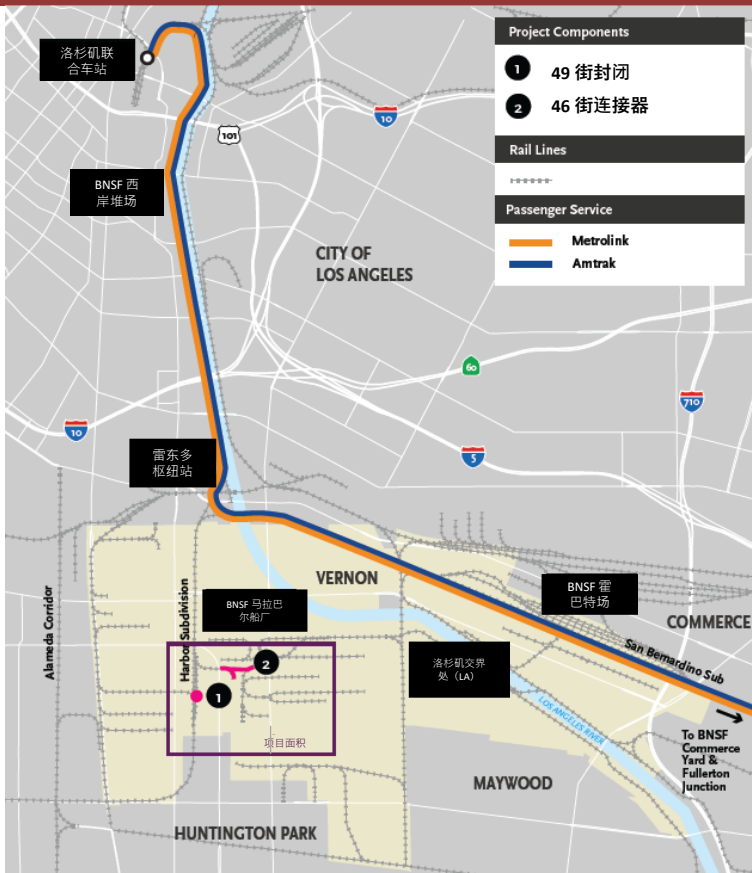 洛杉矶联
合车站
Project Components
1 49 街封闭
2 46 街连接器
Rail Lines
Passenger Service
Metrolink
Amtrak
10
101
BNSF 西
岸堆场
CITY OF
LOS ANGELES
60
710
10
5
雷东多
枢纽站
VERNON
BNSF 霍
巴特场
BNSF 马拉巴
尔船厂
COMMERCE
Alameda Corridor
Harbor Subdivision
San Bernardino Sub
洛杉矶交界
处（LA）
2
1
LOS ANGELES RIVER
项目面积
To BNSF
Commerce
Yard &
Fullerton
Junction
MAYWOOD
HUNTINGTON PARK